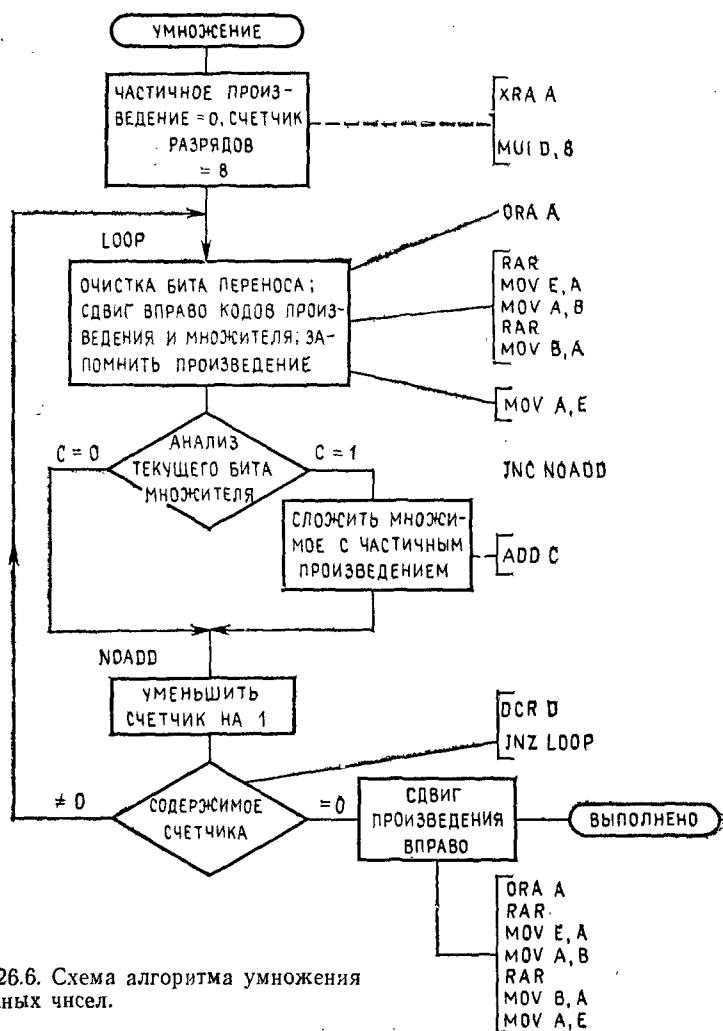 УМНОЖЕНИЕ
ЧАСТИЧНОЕ ПРОИЗ-
ВЕДЕНИЕ = 0, СЧЕТЧИК
РАЗРЯДОВ
= 8
XRA A
MUI D, 8
LOOP
ORA A
ОЧИСТКА БИТА ПЕРЕНОСА;
СДВИГ ВПРАВО КОДОВ ПРОИЗ-
ВЕДЕНИЯ И МНОЖИТЕЛЯ; ЗА-
ПОМНИТЬ ПРОИЗВЕДЕНИЕ
RAR
MOV E, A
MOV A, B
RAR
MOV B, A
MOV A, E
C = 0
АНАЛИЗ
ТЕКУЩЕГО БИТА
МНОЖИТЕЛЯ
C = 1
JNC NOADD
СЛОЖИТЬ МНОЖИ-
МОЕ С ЧАСТИЧНЫМ
ПРОИЗВЕДЕНИЕМ
ADD C
NOADD
УМЕНЬШИТЬ
СЧЕТЧИК НА 1
DCR D
JNZ LOOP
≠ 0
СОДЕРЖИМОЕ
СЧЕТЧИКА
= 0
СДВИГ
ПРОИЗВЕДЕНИЯ
ВПРАВО
ВЫПОЛНЕНО
ORA A
RAR
MOV E, A
MOV A, B
RAR
MOV B, A
MOV A, E
26.6. Схема алгоритма умножения
ных чисел.